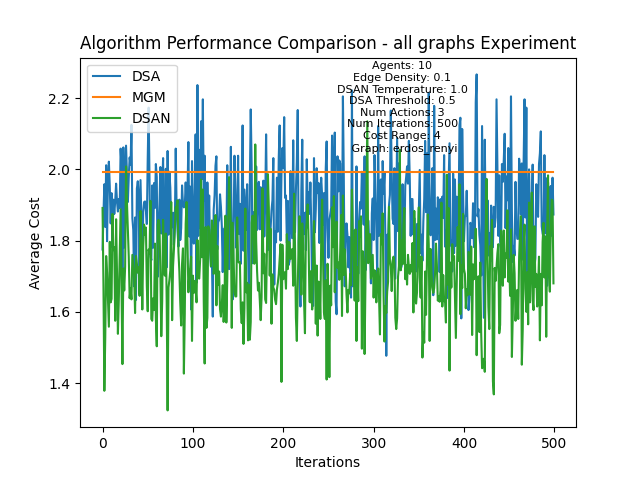 Algorithm Performance Comparison - all graphs Experiment
DSA
MGM
DSAN
Agents: 10
Edge Density: 0.1
DSAN Temperature: 1.0
DSA Threshold: 0.5
Num Actions: 3
Num Iterations: 500
Cost Range: 4
Graph: erdos_renyi
2.2
2.0
1.8
1.6
1.4
Average Cost
0
100
200
300
400
500
Iterations